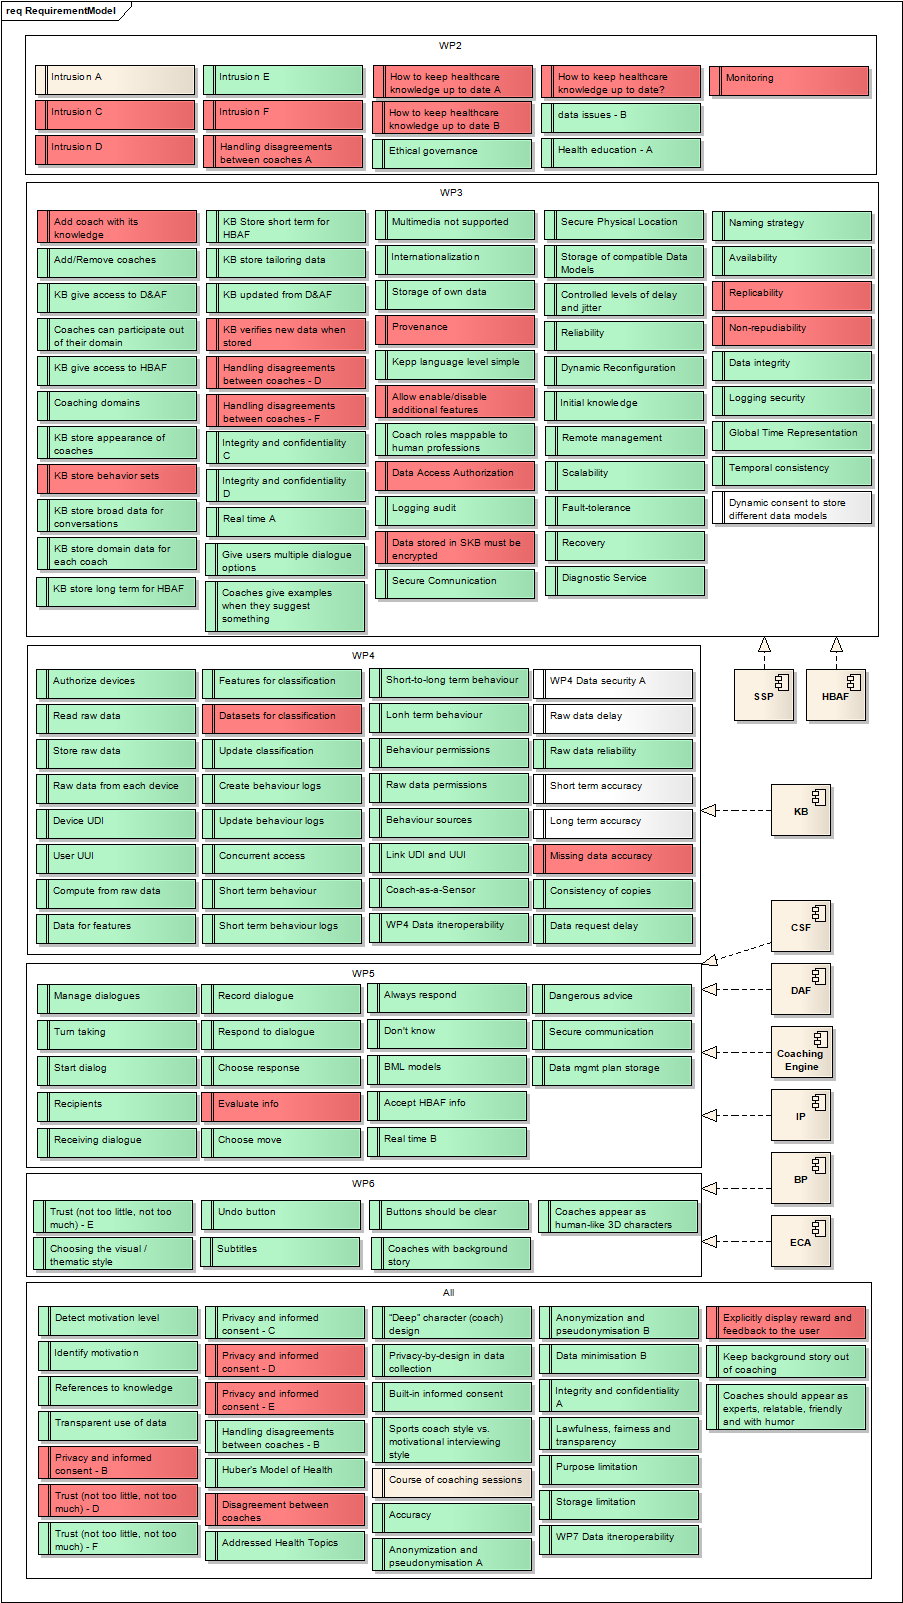 req RequirementModel
WP2
Intrusion A
Intrusion C
Intrusion D
Intrusion E
Intrusion F
Handling disagreements
between coaches A
How to keep healthcare
knowledge up to date A
How to keep healthcare
knowledge up to date B
Ethical governance
How to keep healthcare
knowledge up to date?
data issues - B
Health education - A
Monitoring
WP3
Add coach with its
knowledge
Add/Remove coaches
KB give access to D&AF
Coaches can participate out
of their domain
KB give access to HBAF
Coaching domains
KB store appearance of
coaches
KB store behavior sets
KB store broad data for
conversations
KB store domain data for
each coach
KB store long term for HBAF
KB Store short term for
HBAF
KB store tailoring data
KB updated from D&AF
KB verifies new data when
stored
Handling disagreements
between coaches - D
Handling disagreements
between coaches - F
Integrity and confidentiality
C
Integrity and confidentiality
D
Real time A
Give users multiple dialogue
options
Coaches give examples
when they suggest
something
Multimedia not supported
Internationalization
Storage of own data
Provenance
Kepp language level simple
Allow enable/disable
additional features
Coach roles mappable to
human professions
Data Access Authorization
Logging audit
Data stored in SKB must be
encrypted
Secure Communication
Secure Physical Location
Storage of compatible Data
Models
Controlled levels of delay
and jitter
Reliability
Dynamic Reconfiguration
Initial knowledge
Remote management
Scalability
Fault-tolerance
Recovery
Diagnostic Service
Naming strategy
Availability
Replicability
Non-repudiability
Data integrity
Logging security
Global Time Representation
Temporal consistency
Dynamic consent to store
different data models
SSP
HBAF
WP4
Authorize devices
Read raw data
Store raw data
Raw data from each device
Device UDI
User UUI
Compute from raw data
Data for features
Features for classification
Datasets for classification
Update classification
Create behaviour logs
Update behaviour logs
Concurrent access
Short term behaviour
Short term behaviour logs
Short-to-long term behaviour
Lonh term behaviour
Behaviour permissions
Raw data permissions
Behaviour sources
Link UDI and UUI
Coach-as-a-Sensor
WP4 Data itneroperability
WP4 Data security A
Raw data delay
Raw data reliability
Short term accuracy
Long term accuracy
Missing data accuracy
Consistency of copies
Data request delay
KB
CSF
DAF
Coaching
Engine
IP
BP
ECA
WP5
Manage dialogues
Turn taking
Start dialog
Recipients
Receiving dialogue
Record dialogue
Respond to dialogue
Choose response
Evaluate info
Choose move
Always respond
Don't know
BML models
Accept HBAF info
Real time B
Dangerous advice
Secure communication
Data mgmt plan storage
WP6
Trust (not too little, not too
much) - E
Choosing the visual /
thematic style
Undo button
Subtitles
Buttons should be clear
Coaches with background
story
Coaches appear as
human-like 3D characters
All
Detect motivation level
Identify motivation
References to knowledge
Transparent use of data
Privacy and informed
consent - B
Trust (not too little, not too
much) - D
Trust (not too little, not too
much) - F
Privacy and informed
consent - C
Privacy and informed
consent - D
Privacy and informed
consent - E
Handling disagreements
between coaches - B
Huber's Model of Health
Disagreement between
coaches
Addressed Health Topics
"Deep" character (coach)
design
Privacy-by-design in data
collection
Built-in informed consent
Sports coach style vs.
motivational interviewing
style
Course of coaching sessions
Accuracy
Anonymization and
pseudonymisation A
Anonymization and
pseudonymisation B
Data minimisation B
Integrity and confidentiality
A
Lawfulness, fairness and
transparency
Purpose limitation
Storage limitation
WP7 Data itneroperability
Explicitly display reward and
feedback to the user
Keep background story out
of coaching
Coaches should appear as
experts, relatable, friendly
and with humor